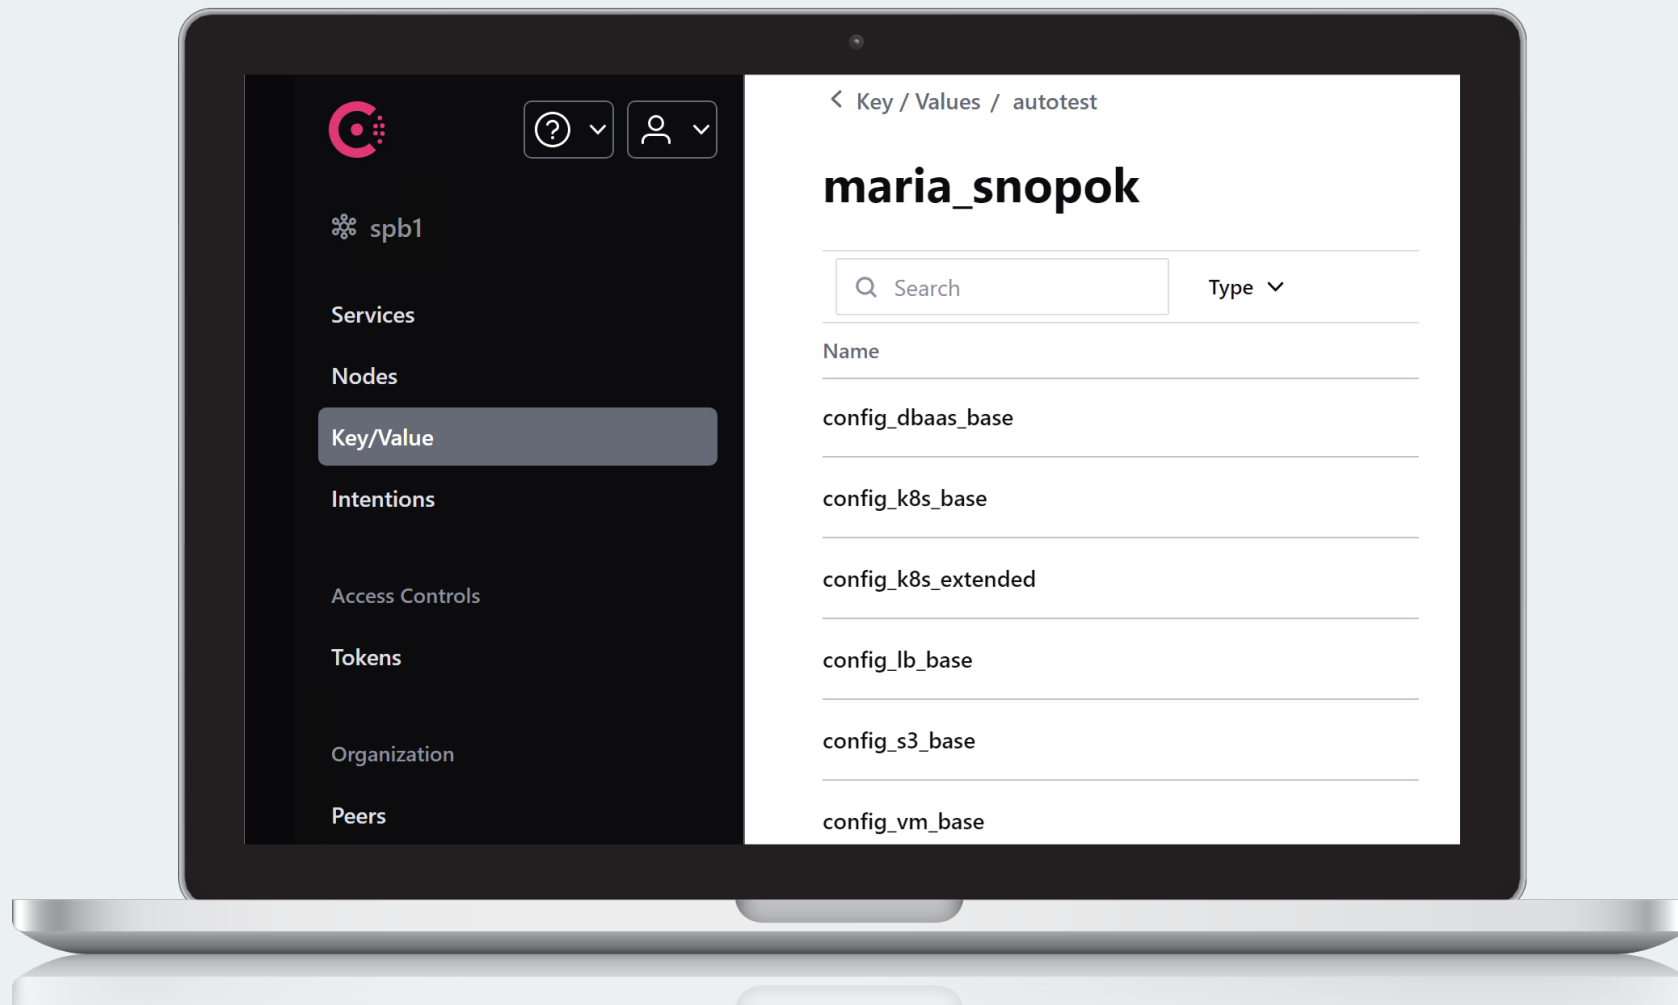 spb1
Services
Nodes
Key/Value
Intentions
Access Controls
Tokens
Organization
Peers
Key / Values / autotest
maria_snopok
Search
Type
Name
config_dbaas_base
config_k8s_base
config_k8s_extended
config_lb_base
config_s3_base
config_vm_base